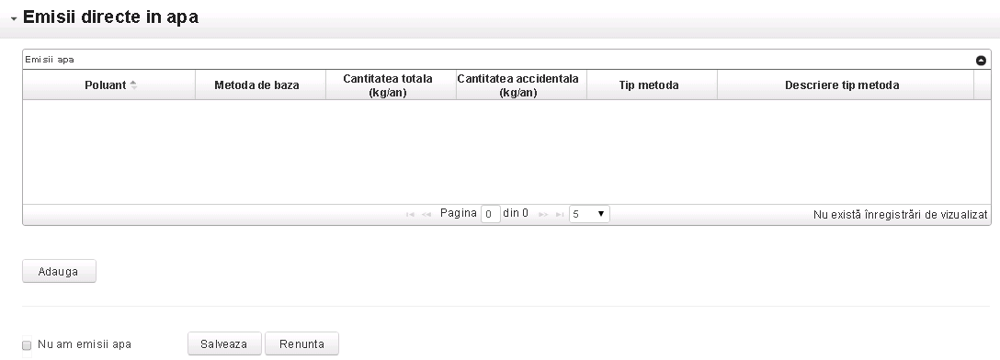 Emisii directe in apa
Emisii apa
Poluant Metoda de baza Cantitatea totala (kg/an) Cantitatea accidentala (kg/an) Tip metoda Descriere tip metoda
Pagina 0 din 0 5 Nu există înregistrări de vizualizat
Adauga
Nu am emisii apa Salveaza Renunta